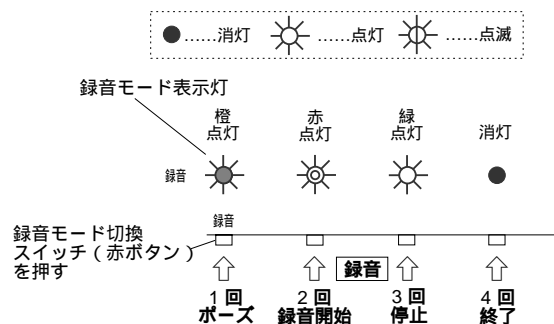 ……消灯 ……点灯 ……点滅
録音モード表示灯
橙
点灯
赤
点灯
緑
点灯
消灯
録音
録音
録音モード切換
スイッチ（赤ボタン）
を押す
録音
1 回
ポーズ
2 回
録音開始
3 回
停止
4 回
終了